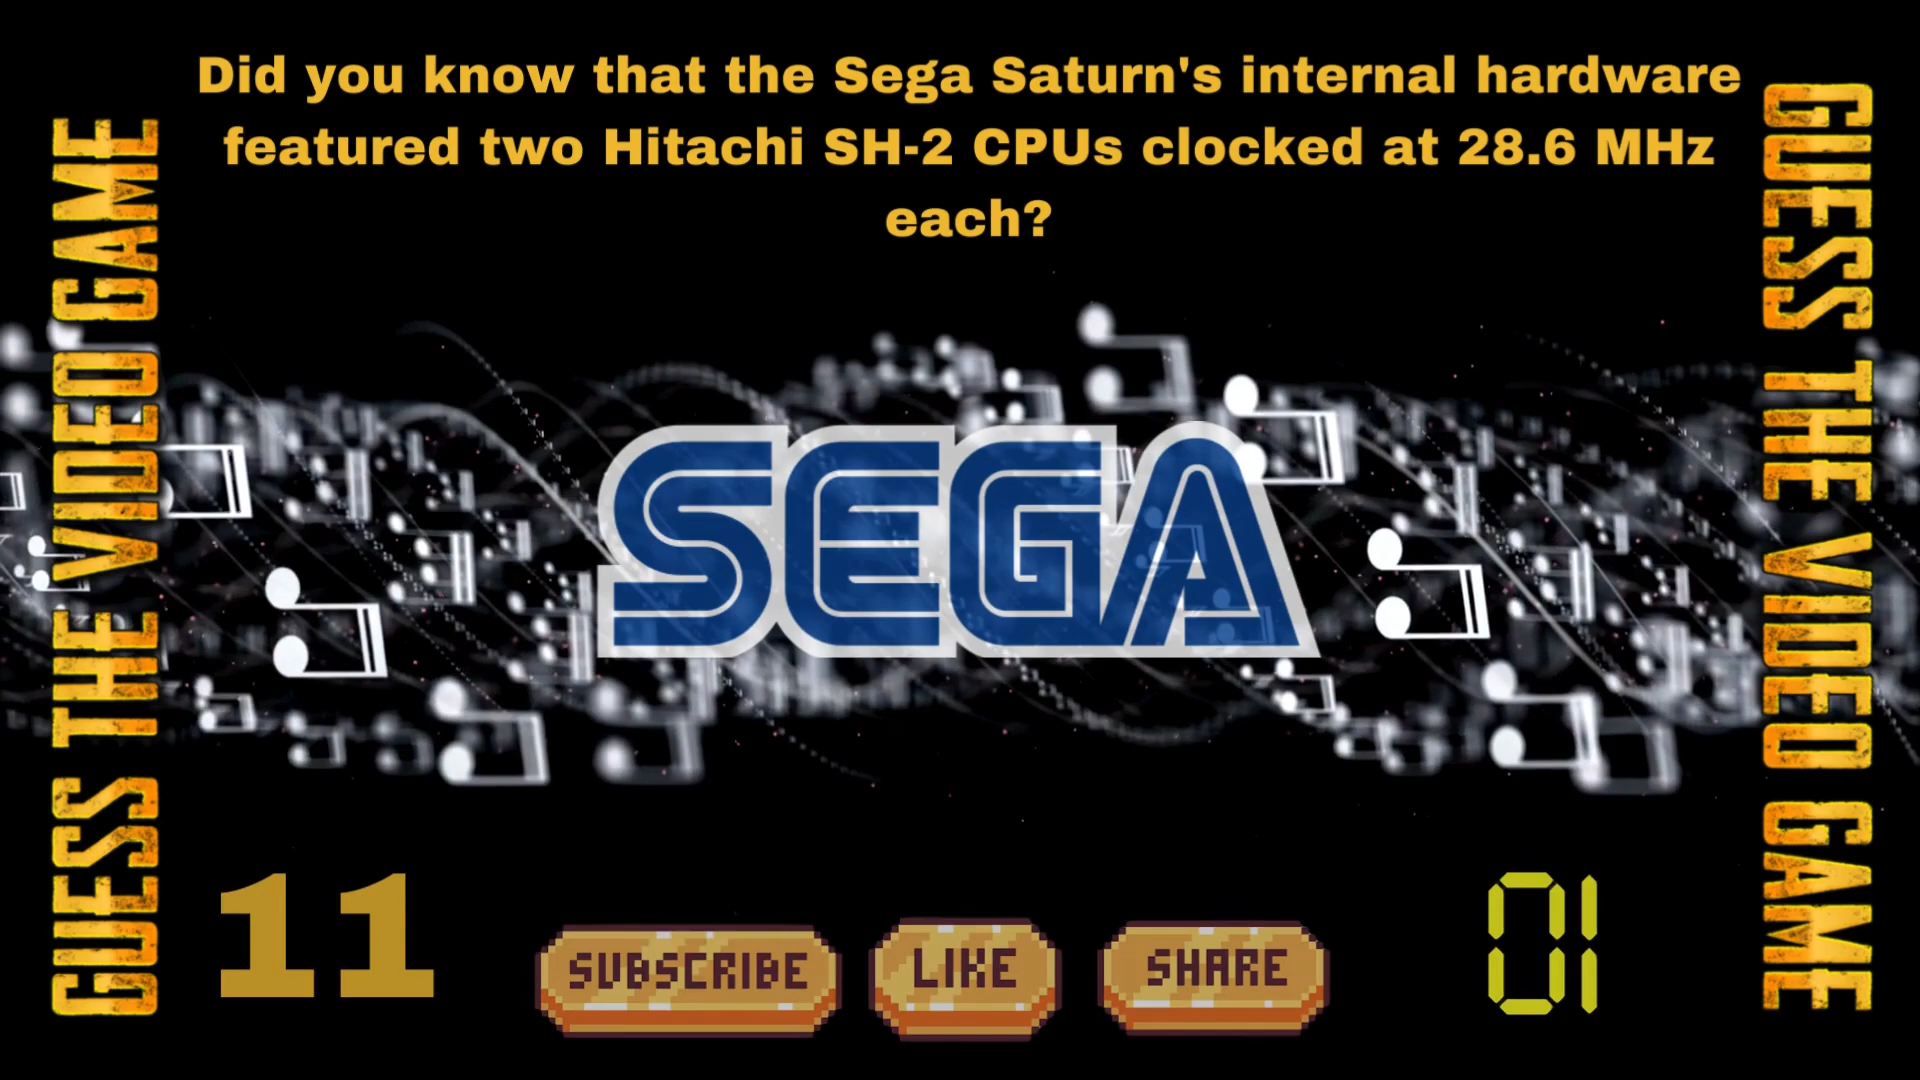 Did you know that the Sega Saturn's internal hardware
featured two Hitachi SH-2 CPUs clocked at 28.6 MHz
each?
GUESS THE VIDEO GAME
GUESS THE VIDEO GAME
SEGA
11
SUBSCRIBE
LIKE
SHARE
01